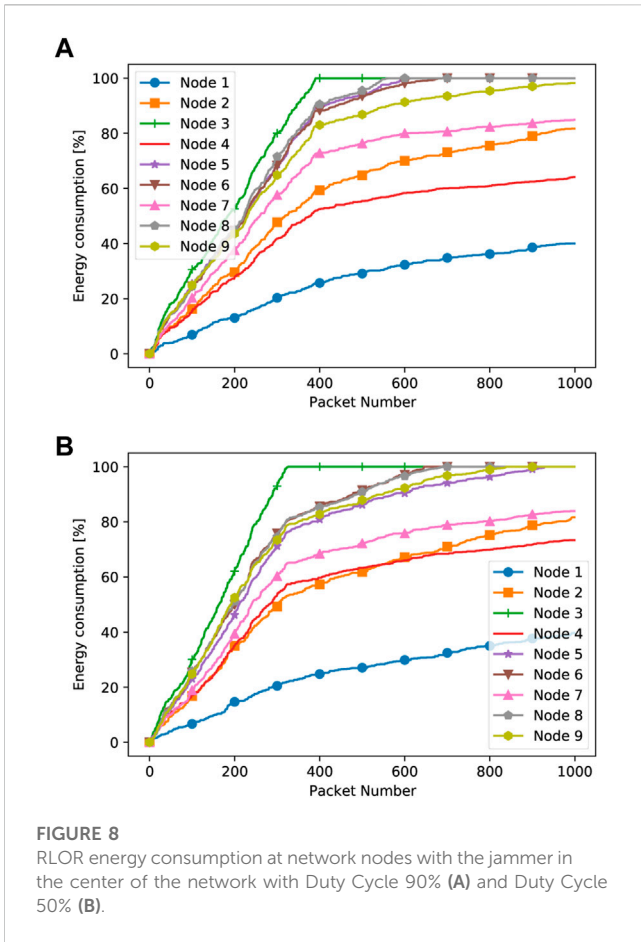 A
Energy consumption [%]
100
80
60
40
20
0
Node 1
Node 2
Node 3
Node 4
Node 5
Node 6
Node 7
Node 8
Node 9
0 200 400 600 800 1000
Packet Number
B
Energy consumption [%]
100
80
60
40
20
0
Node 1
Node 2
Node 3
Node 4
Node 5
Node 6
Node 7
Node 8
Node 9
0 200 400 600 800 1000
Packet Number
FIGURE 8
RLOR energy consumption at network nodes with the jammer in
the center of the network with Duty Cycle 90% (A) and Duty Cycle
50% (B).